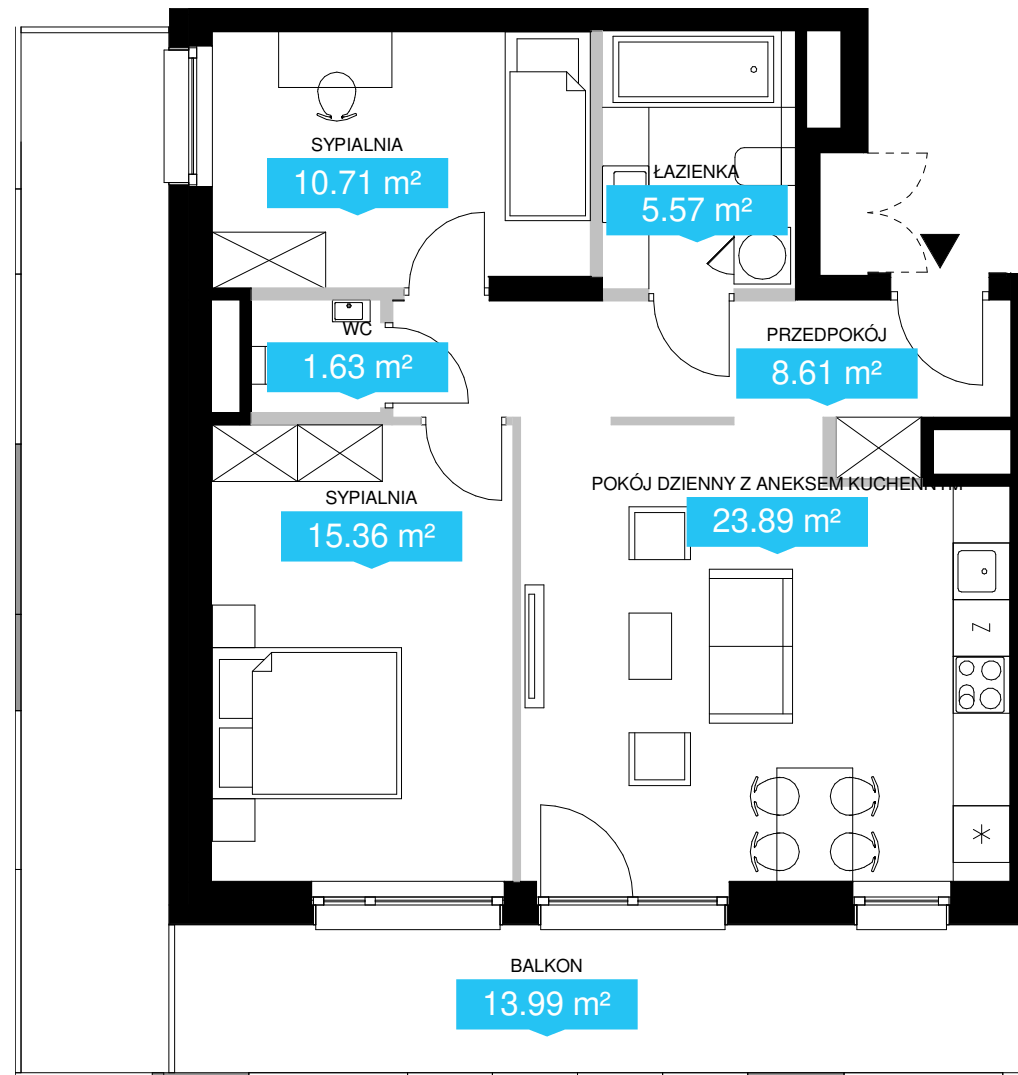 SYPIALNIA
10.71 m²
ŁAZIENKA
5.57 m²
WC
1.63 m²
PRZEDPOKÓJ
8.61 m²
SYPIALNIA
15.36 m²
POKÓJ DZIENNY Z ANEKSEM KUCHENNYM
23.89 m²
Z
BALKON
13.99 m²